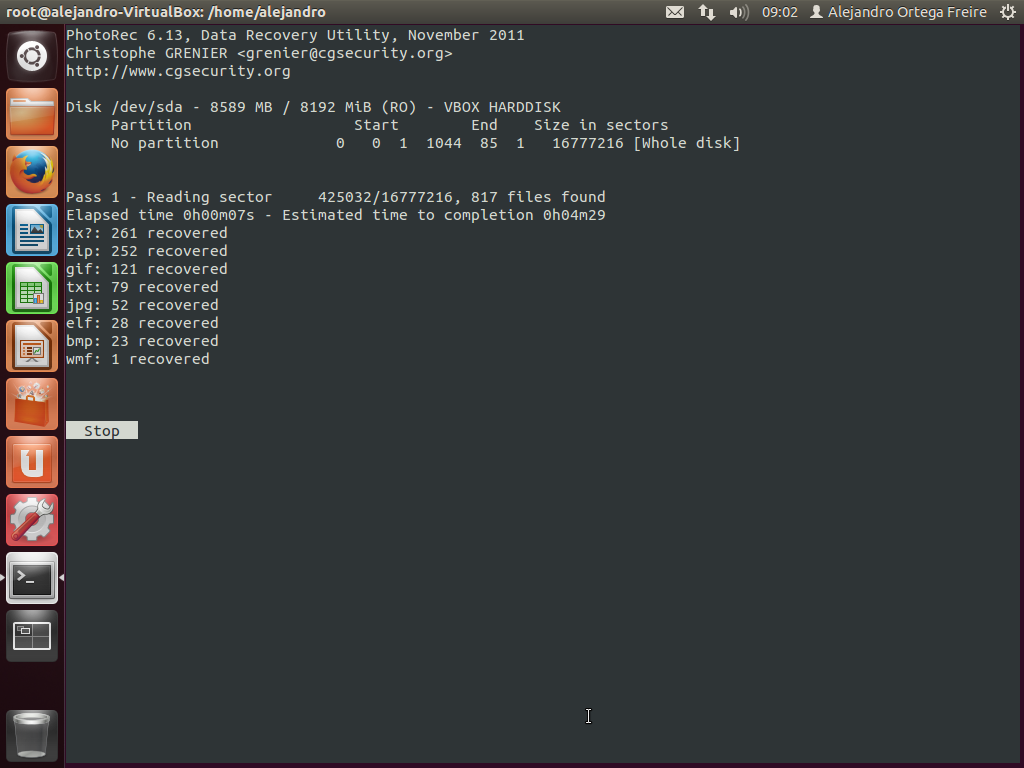 root@alejandro-VirtualBox: /home/alejandro
09:02 Alejandro Ortega Freire
PhotoRec 6.13, Data Recovery Utility, November 2011
Christophe GRENIER <grenier@cgsecurity.org>
http://www.cgsecurity.org
Disk /dev/sda - 8589 MB / 8192 MiB (RO) - VBOX HARDDISK
Partition Start End Size in sectors
No partition 0 0 1 1044 85 1 16777216 [Whole disk]
Pass 1 - Reading sector 425032/16777216, 817 files found
Elapsed time 0h00m07s - Estimated time to completion 0h04m29
tx?: 261 recovered
zip: 252 recovered
gif: 121 recovered
txt: 79 recovered
jpg: 52 recovered
elf: 28 recovered
bmp: 23 recovered
wmf: 1 recovered
Stop